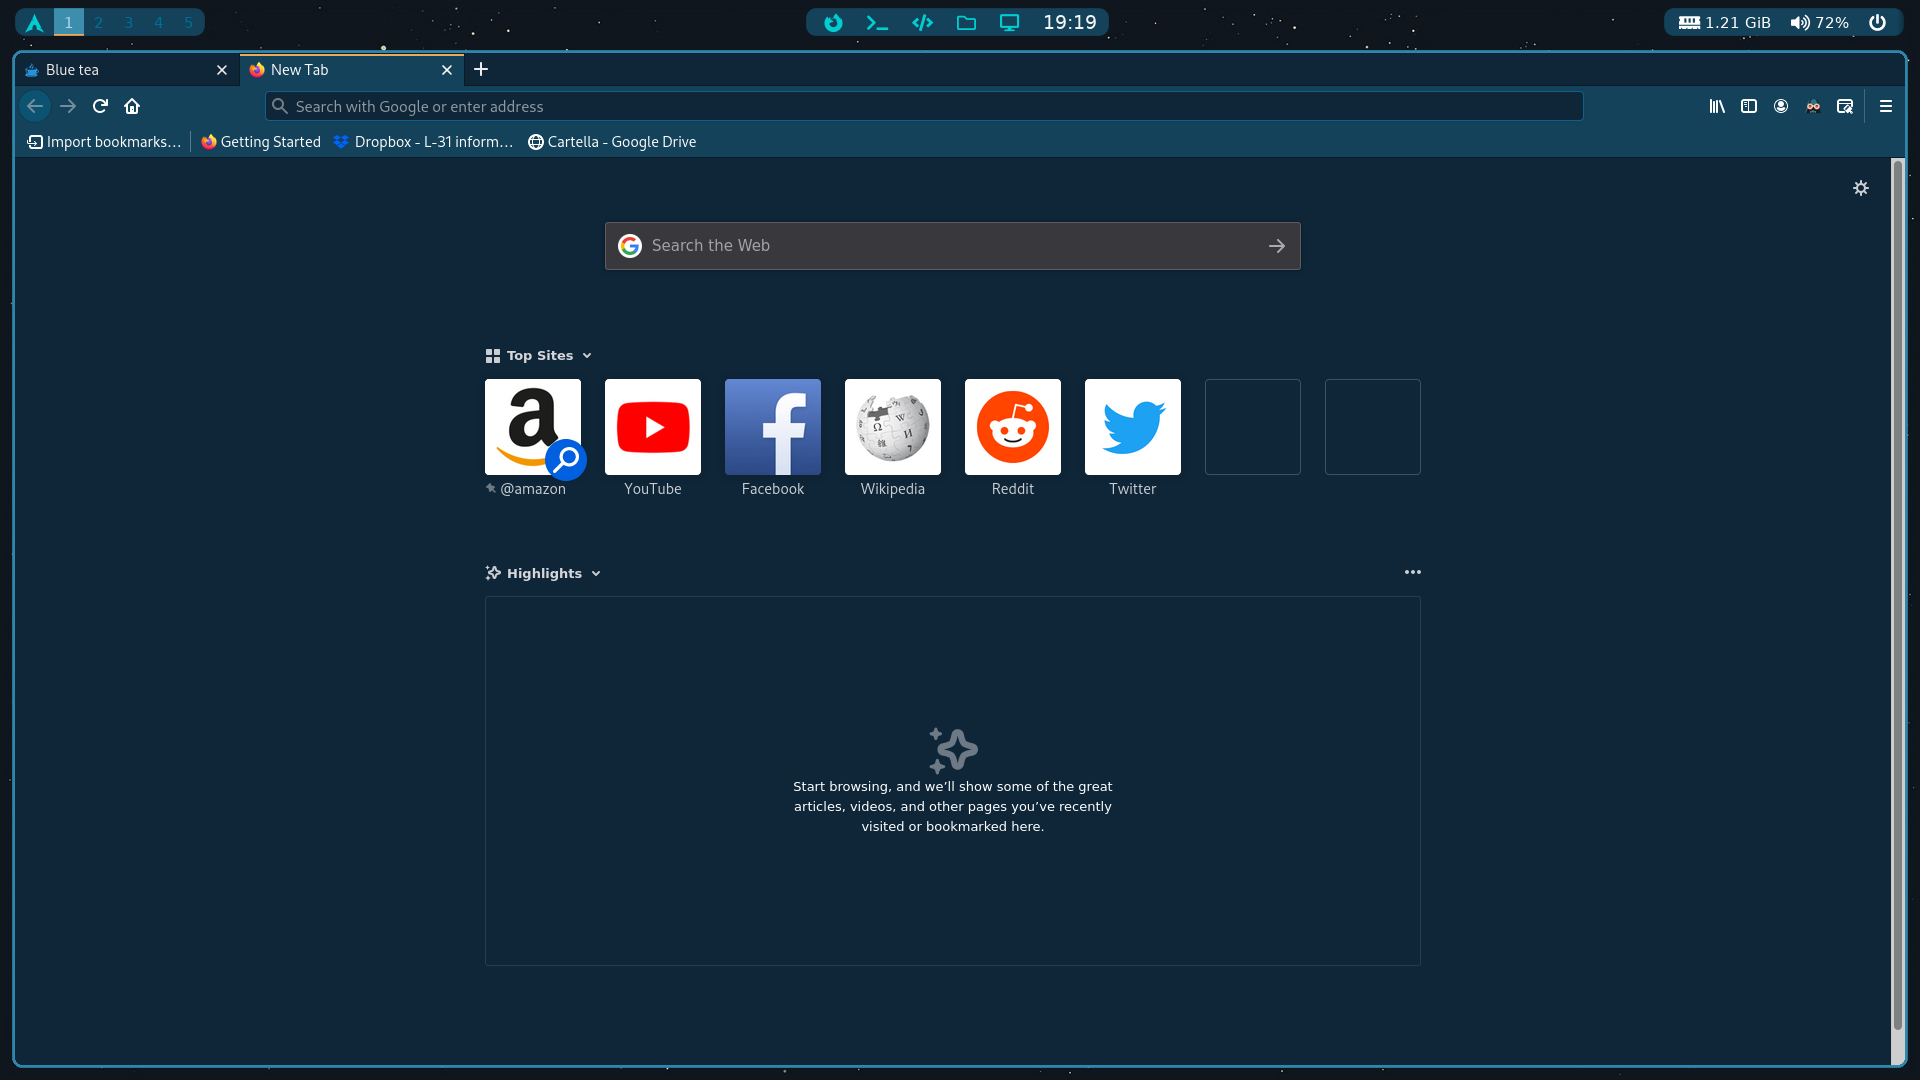 1 2 3 4 5
19:19
1.21 GiB 72%
Blue tea
New Tab
Search with Google or enter address
Import bookmarks…
Getting Started
Dropbox - L-31 inform…
Cartella - Google Drive
Search the Web
Top Sites
@amazon
YouTube
Facebook
Wikipedia
Reddit
Twitter
Highlights
Start browsing, and we’ll show some of the great
articles, videos, and other pages you’ve recently
visited or bookmarked here.